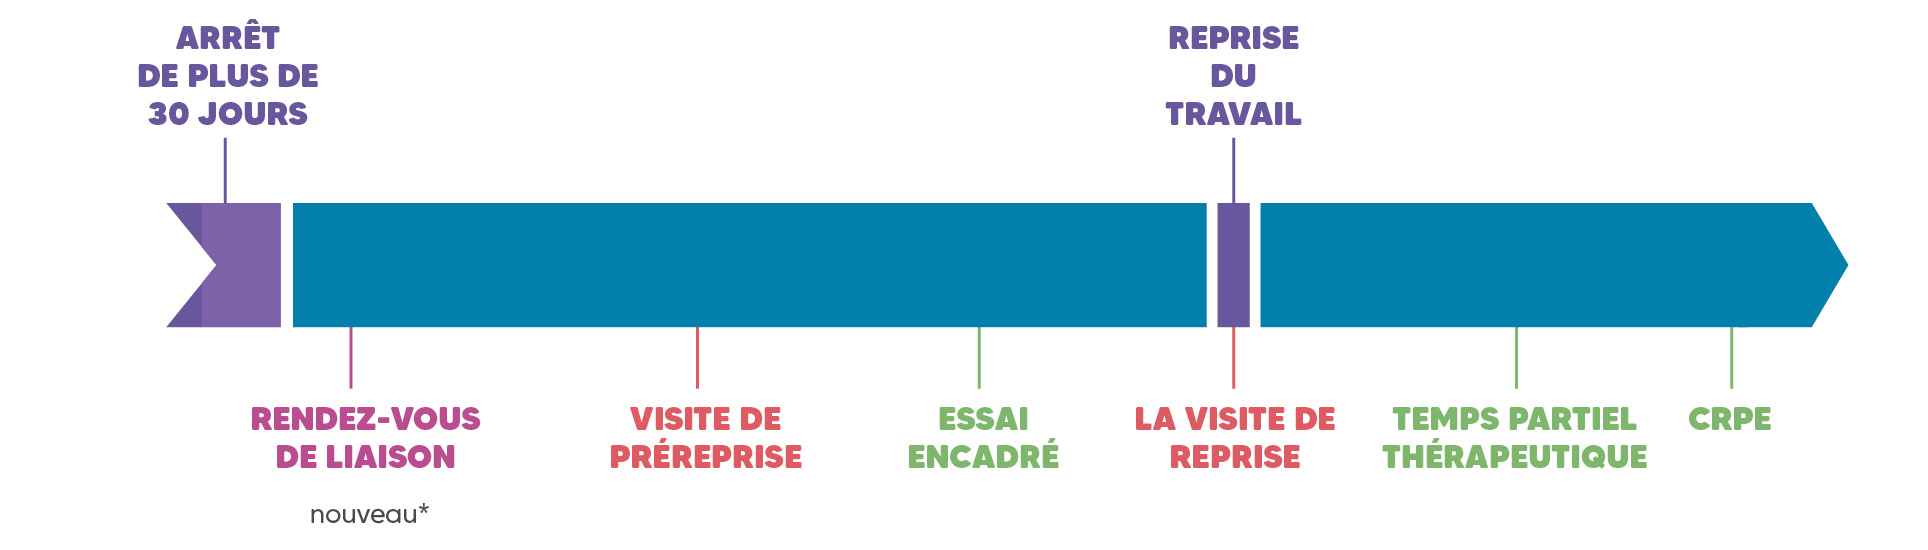 ARRÊT
DE PLUS DE
30 JOURS
REPRISE
DU
TRAVAIL
RENDEZ-VOUS
DE LIAISON
nouveau*
VISITE DE
PRÉREPRISE
ESSAI
ENCADRÉ
LA VISITE DE
REPRISE
TEMPS PARTIEL
THÉRAPEUTIQUE
CRPE